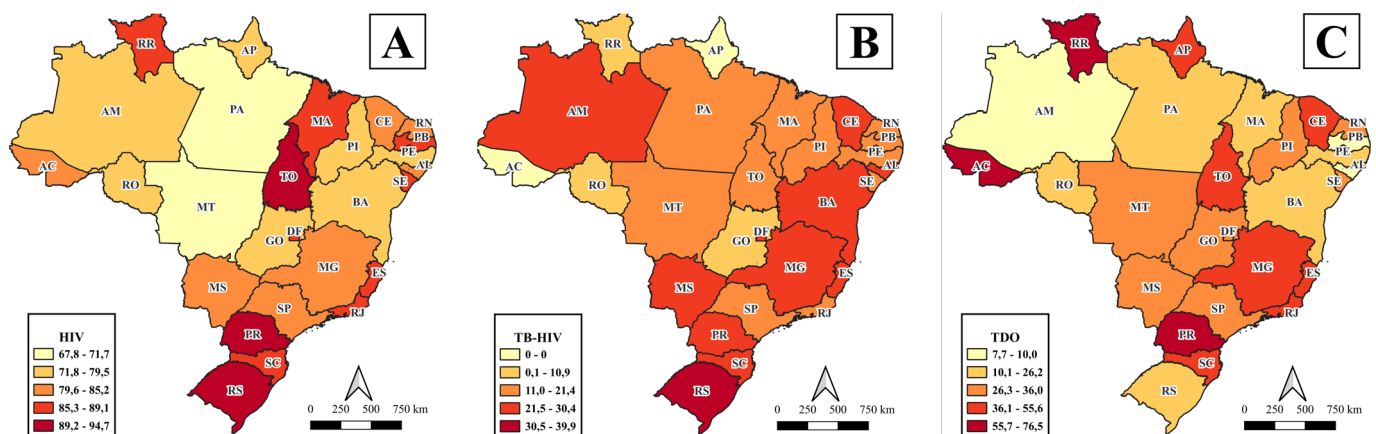 A
RR
AP
AM
PA
MA
CE
RN
PB
PE
AL
SE
PI
AC
RO
TO
BA
MT
DF
GO
MG
ES
MS
SP
RJ
PR
SC
RS
HIV
67,8 - 71,7
71,8 - 79,5
79,6 - 85,2
85,3 - 89,1
89,2 - 94,7
0 250 500 750 km
B
RR
AP
AM
PA
MA
CE
RN
PB
PE
AL
SE
PI
AC
RO
TO
BA
MT
DF
GO
MG
ES
MS
SP
RJ
PR
SC
RS
TB-HIV
0 - 0
0,1 - 10,9
11,0 - 21,4
21,5 - 30,4
30,5 - 39,9
0 250 500 750 km
C
RR
AP
AM
PA
MA
CE
RN
PB
PE
AL
SE
PI
AC
RO
TO
BA
MT
DF
GO
MG
ES
MS
SP
RJ
PR
SC
RS
TDO
7,7 - 10,0
10,1 - 26,2
26,3 - 36,0
36,1 - 55,6
55,7 - 76,5
0 250 500 750 km